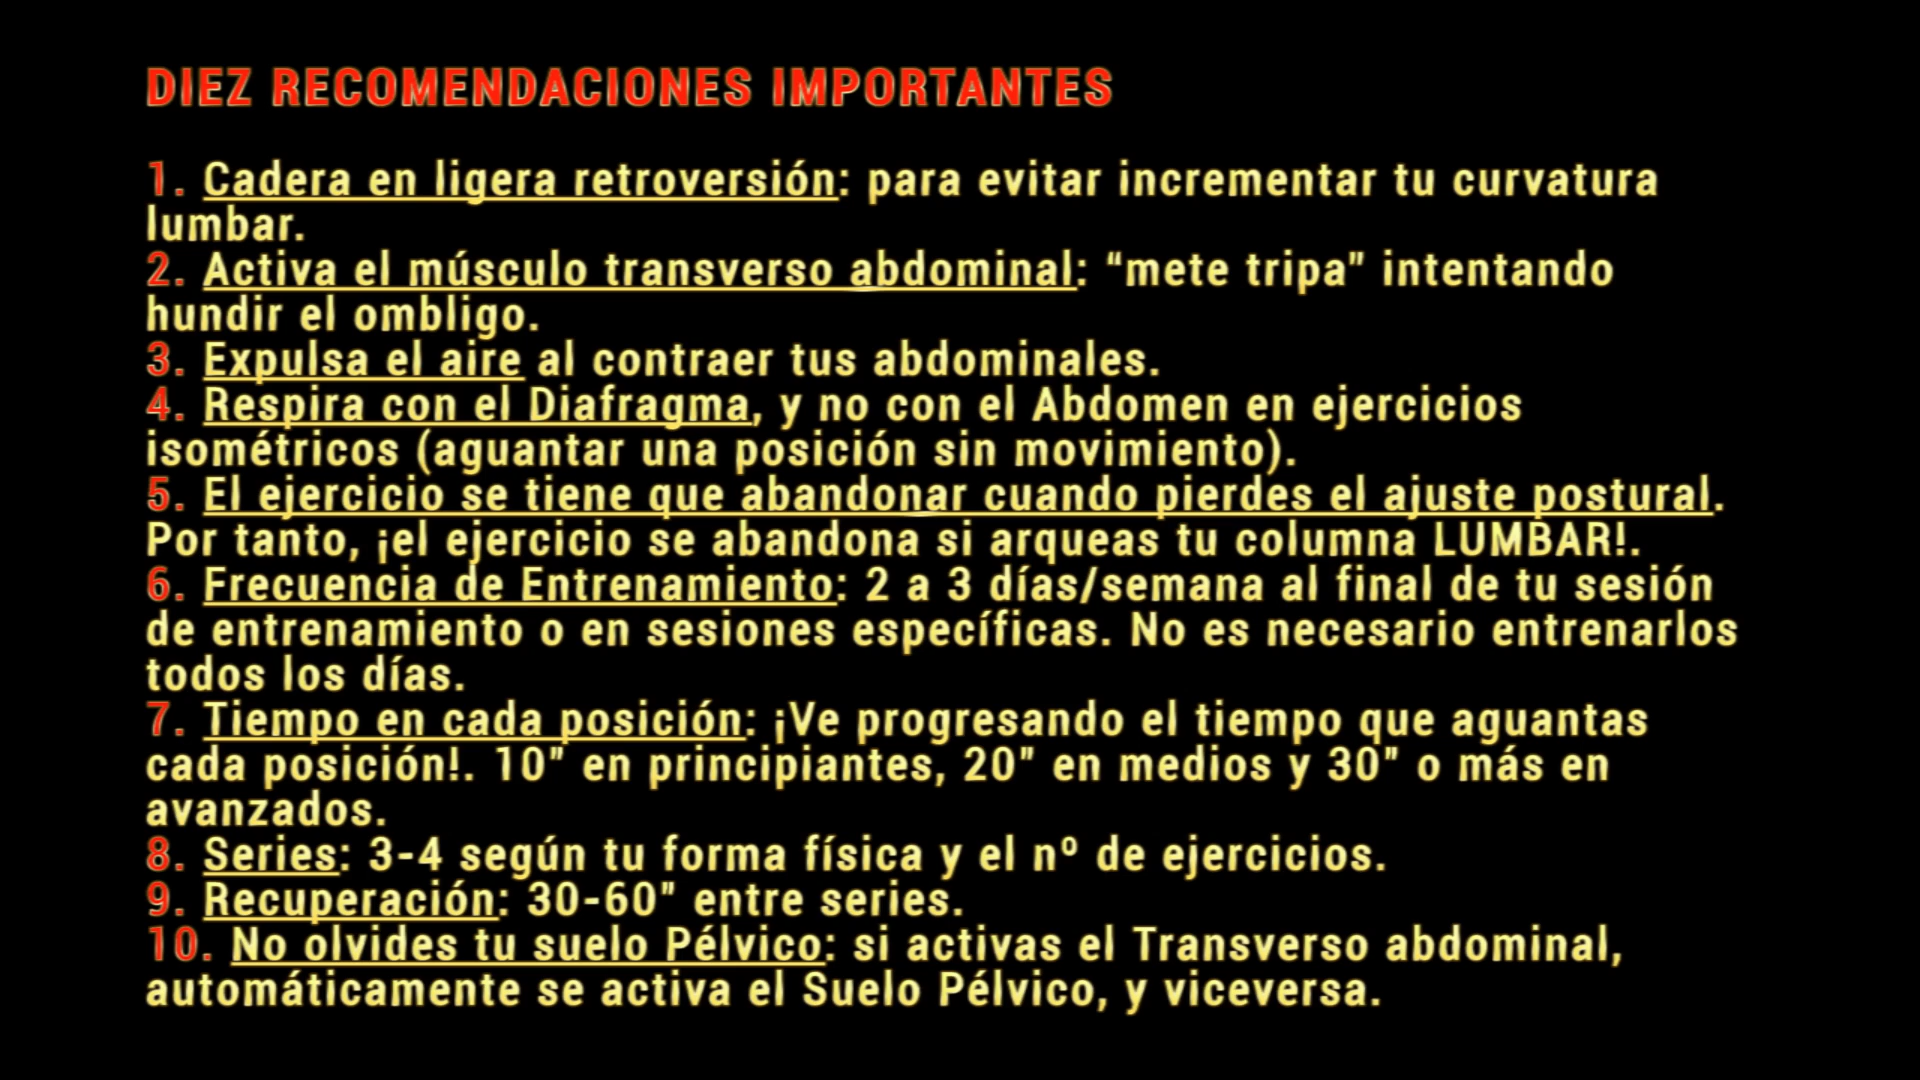 DIEZ RECOMENDACIONES IMPORTANTES
1. Cadera en ligera retroversión: para evitar incrementar tu curvatura
lumbar.
2. Activa el músculo transverso abdominal: “mete tripa” intentando
hundir el ombligo.
3. Expulsa el aire al contraer tus abdominales.
4. Respira con el Diafragma, y no con el Abdomen en ejercicios
isométricos (aguantar una posición sin movimiento).
5. El ejercicio se tiene que abandonar cuando pierdes el ajuste postural.
Por tanto, ¡el ejercicio se abandona si arqueas tu columna LUMBAR!.
6. Frecuencia de Entrenamiento: 2 a 3 días/semana al final de tu sesión
de entrenamiento o en sesiones específicas. No es necesario entrenarlos
todos los días.
7. Tiempo en cada posición: ¡Ve progresando el tiempo que aguantas
cada posición!. 10” en principiantes, 20” en medios y 30” o más en
avanzados.
8. Series: 3-4 según tu forma física y el nº de ejercicios.
9. Recuperación: 30-60” entre series.
10. No olvides tu suelo Pélvico: si activas el Transverso abdominal,
automáticamente se activa el Suelo Pélvico, y viceversa.